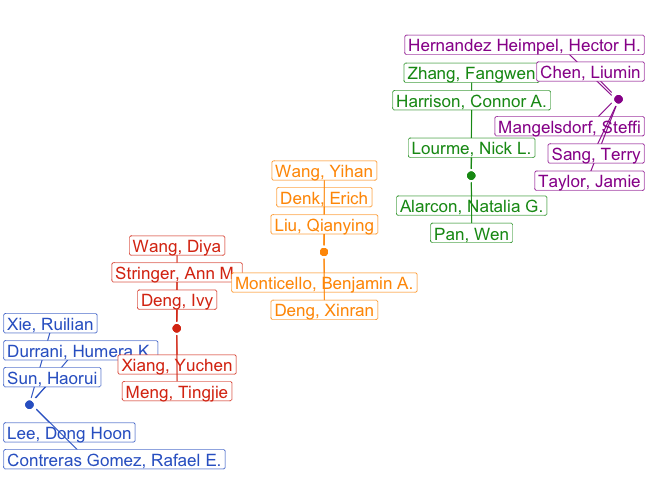 Xie, Ruilian
Durrani, Humera K.
Sun, Haorui
Lee, Dong Hoon
Contreras Gomez, Rafael E.
Wang, Diya
Stringer, Ann M.
Deng, Ivy
Xiang, Yuchen
Meng, Tingjie
Wang, Yihan
Denk, Erich
Liu, Qianying
Monticello, Benjamin A.
Deng, Xinran
Zhang, Fangwen
Harrison, Connor A.
Lourme, Nick L.
Alarcon, Natalia G.
Pan, Wen
Hernandez Heimpel, Hector H.
Chen, Liumin
Mangelsdorf, Steffi
Sang, Terry
Taylor, Jamie